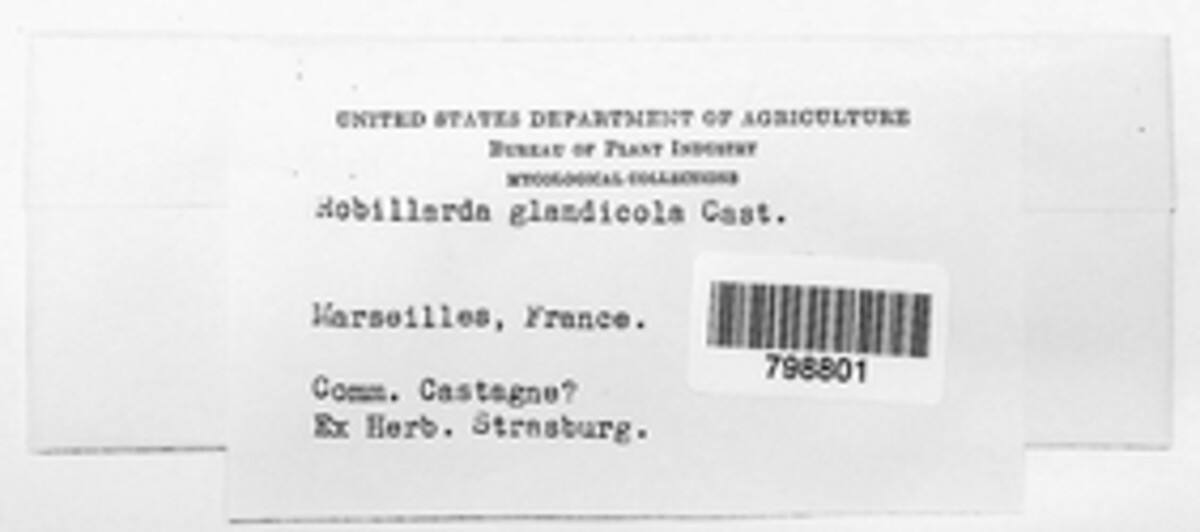 UNITED STATES DEPARTMENT OF AGRICULTURE
BUREAU OF PLANT INDUSTRY
MYCOLOGICAL COLLECTIONS
Robillarda glandicola Cast.
Marseilles, France.
798801
Comm. Castagne?
Ex Herb. Strasburg.